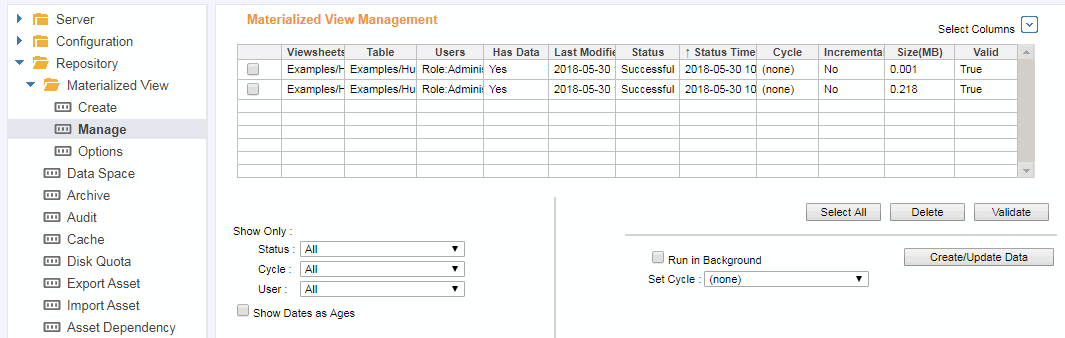 Server
Configuration
Repository
Materialized View
Create
Manage
Options
Data Space
Archive
Audit
Cache
Disk Quota
Export Asset
Import Asset
Asset Dependency
Materialized View Management
Select Columns
Viewsheets Table Users Has Data Last Modifie Status ↑ Status Time Cycle Incrementa Size(MB) Valid
Examples/H Examples/Hu Role:Adminis Yes 2018-05-30 Successful 2018-05-30 10 (none) No 0.001 True
Examples/H Examples/Hu Role:Adminis Yes 2018-05-30 Successful 2018-05-30 10 (none) No 0.218 True
Select All Delete Validate
Show Only :
Status : All
Cycle : All
User : All
Show Dates as Ages
Run in Background Create/Update Data
Set Cycle : (none)